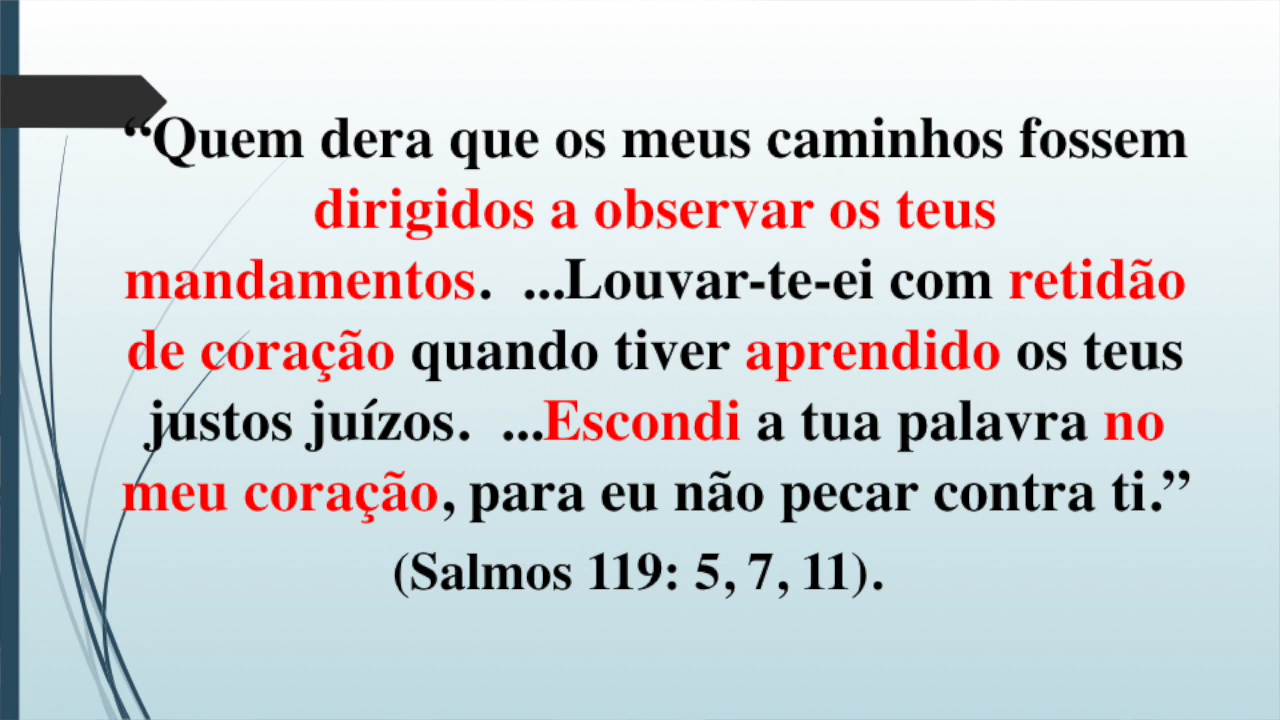 “Quem dera que os meus caminhos fossem
dirigidos a observar os teus
mandamentos.  ...Louvar-te-ei com retidão
de coração quando tiver aprendido os teus
justos juízos.  ...Escondi a tua palavra no
meu coração, para eu não pecar contra ti.”
(Salmos 119: 5, 7, 11).